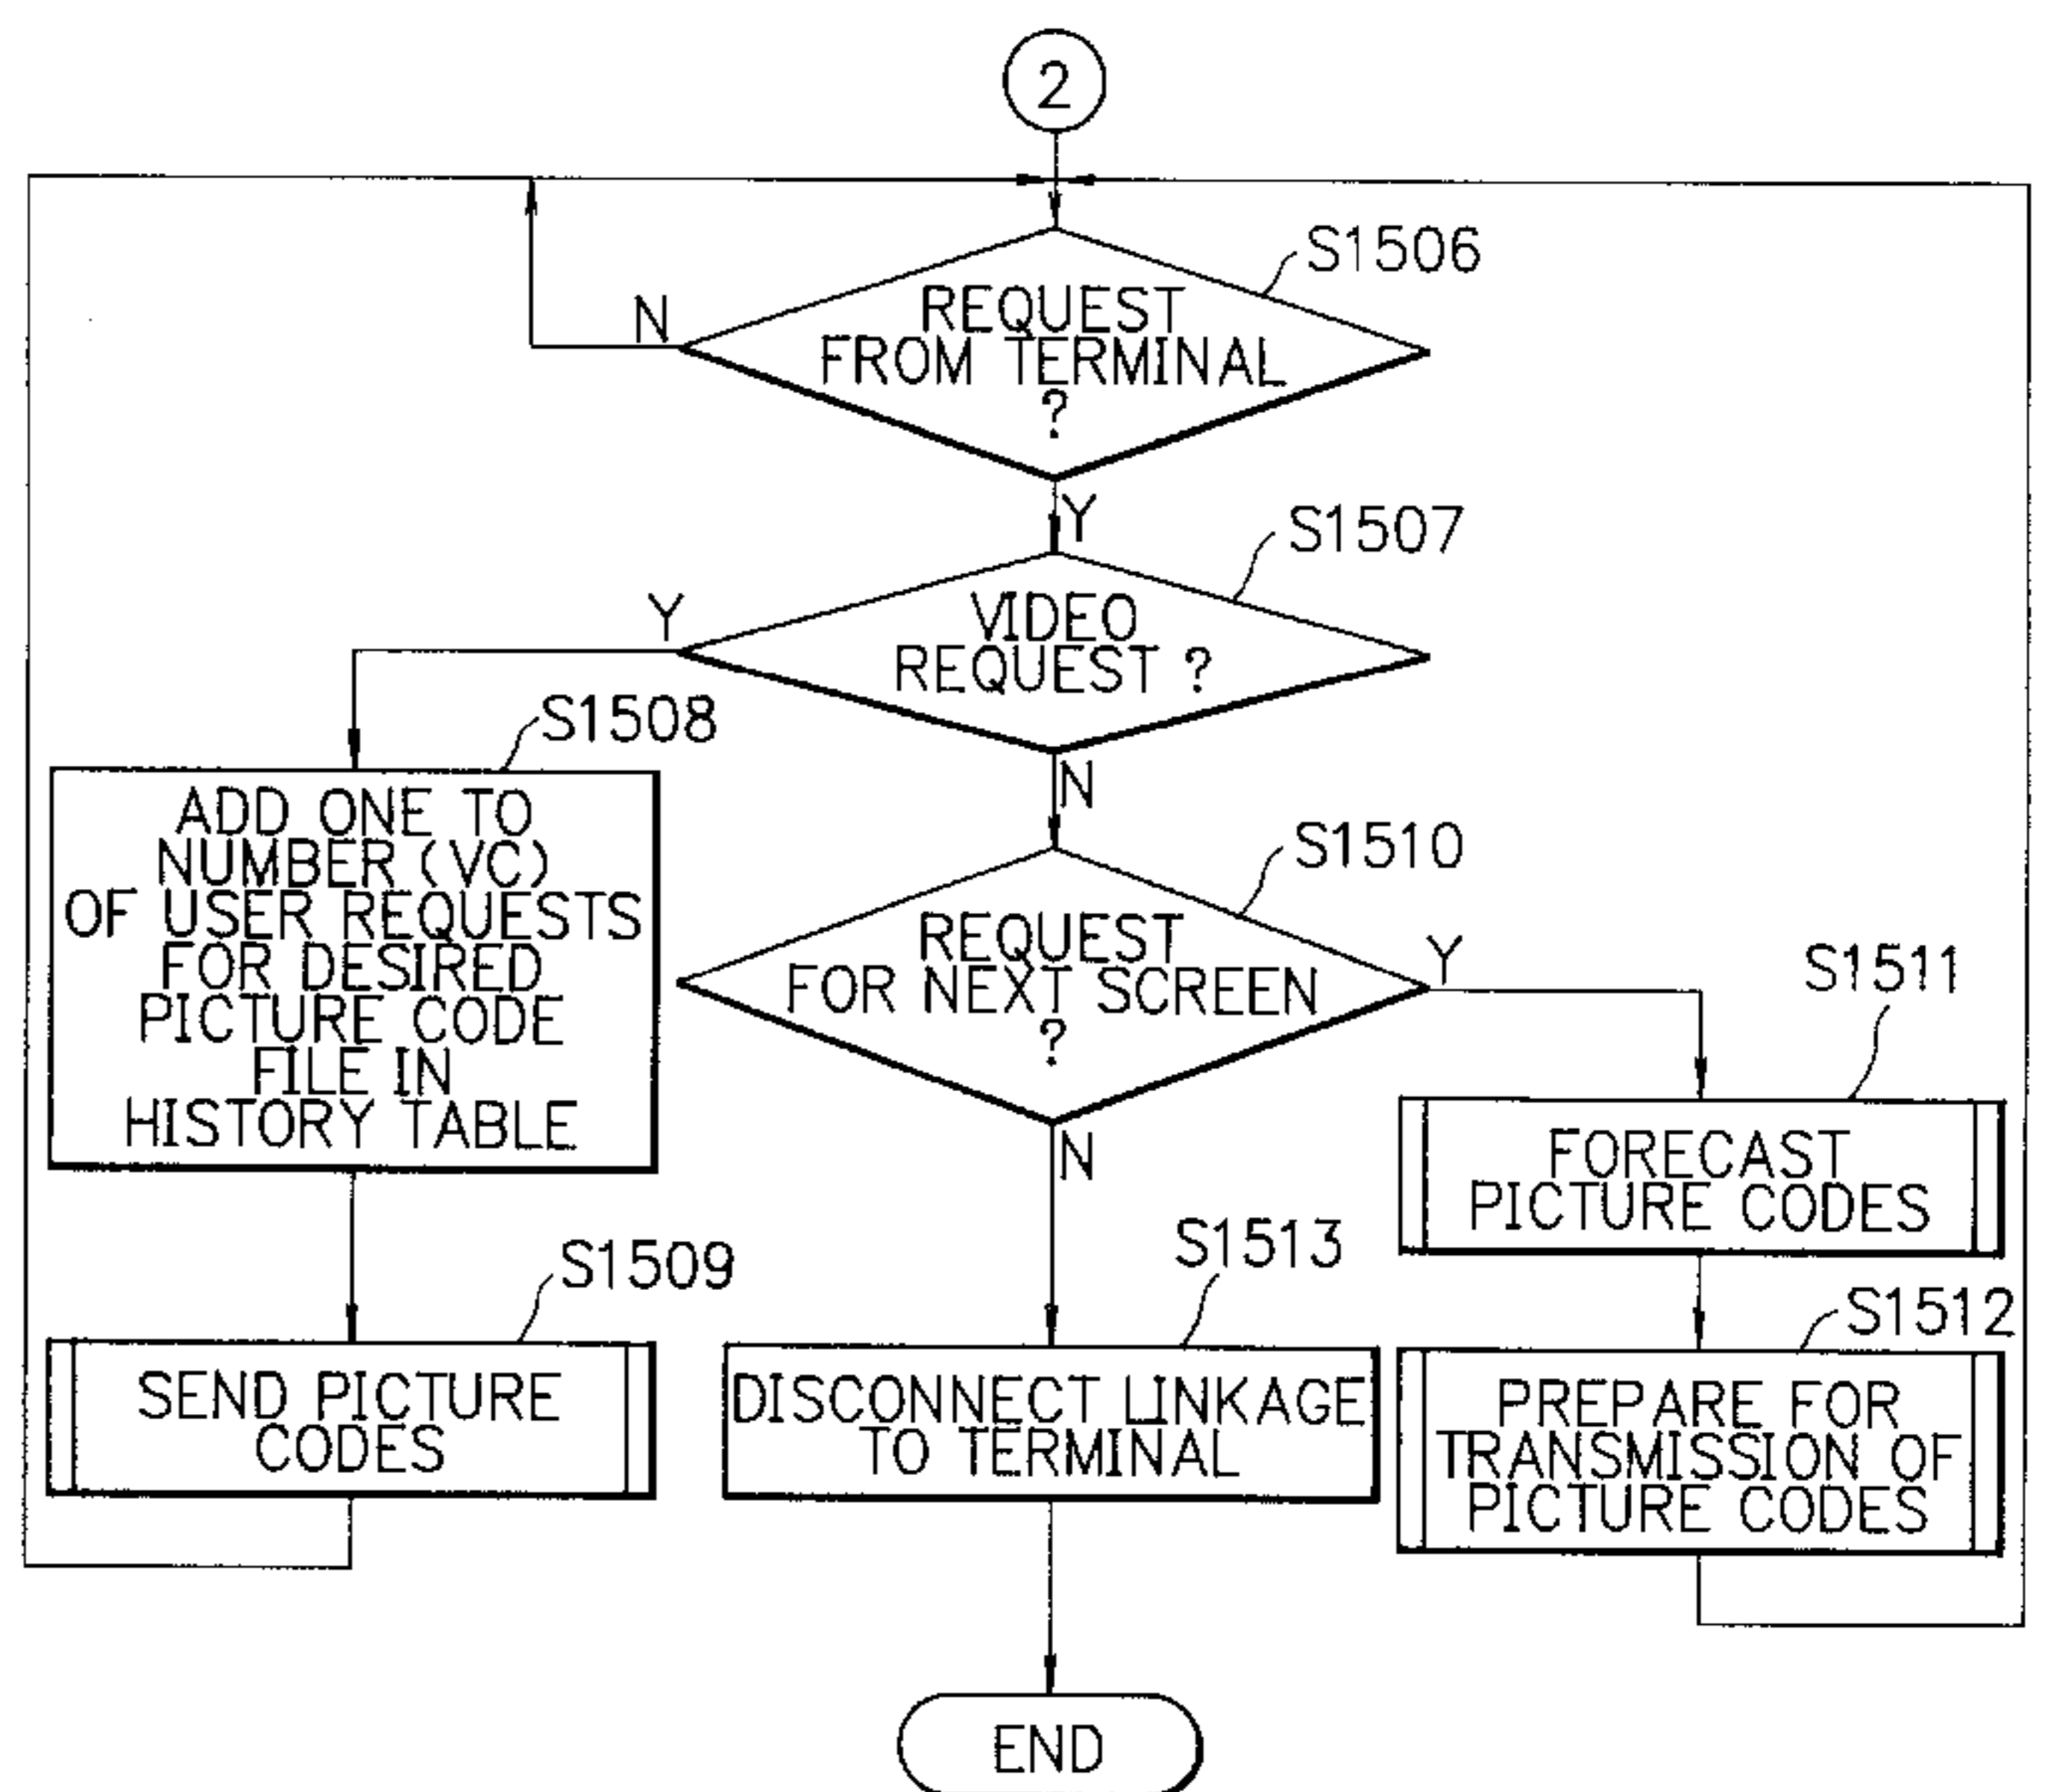 2
S1506
N
REQUEST
FROM TERMINAL
?
Y
S1507
Y
VIDEO
REQUEST ?
N
S1508
ADD ONE TO
NUMBER (VC)
OF USER REQUESTS
FOR DESIRED
PICTURE CODE
FILE IN
HISTORY TABLE
S1510
REQUEST
FOR NEXT SCREEN
?
Y
N
S1511
FORECAST
PICTURE CODES
S1509
SEND PICTURE
CODES
S1513
DISCONNECT LINKAGE
TO TERMINAL
S1512
PREPARE FOR
TRANSMISSION OF
PICTURE CODES
END